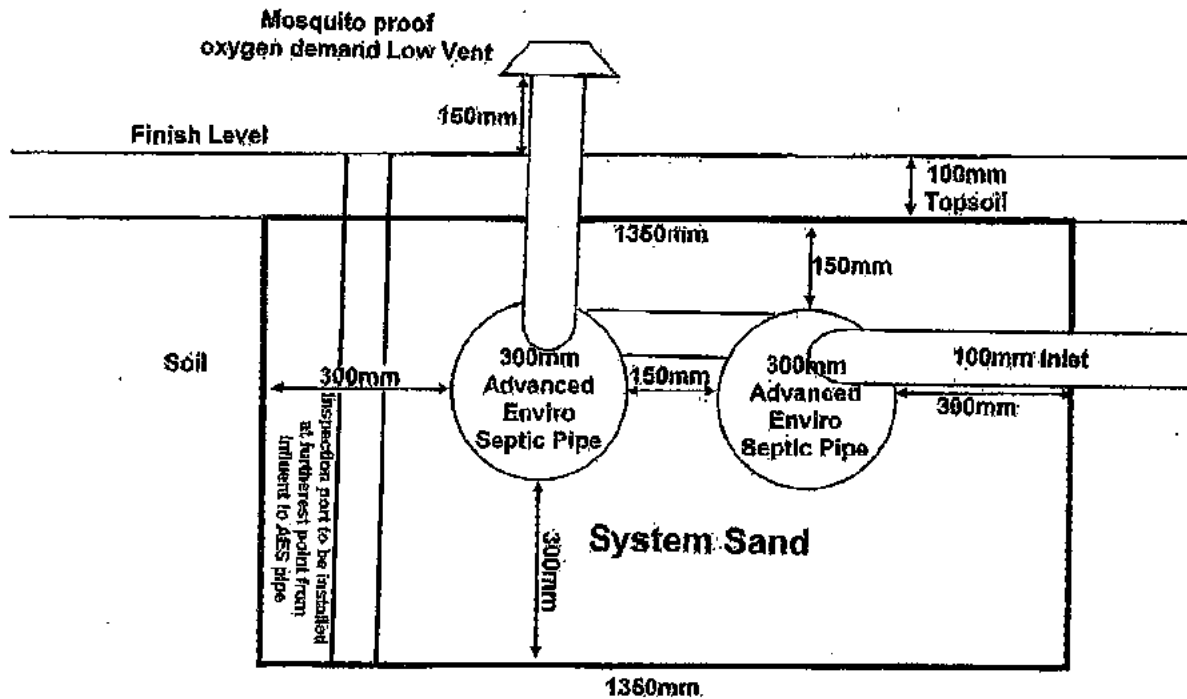 Mosquito proof
oxygen demand Low Vent
150mm
Finish Level
100mm
Topsoil
1350mm
150mm
Soil
300mm
300mm
Advanced
Enviro
Septic Pipe
150mm
300mm
Advanced
Enviro
Septic Pipe
100mm Inlet
300mm
Inspection port to be installed
at furtherest point from
influent to AES pipe
300mm
System Sand
1350mm